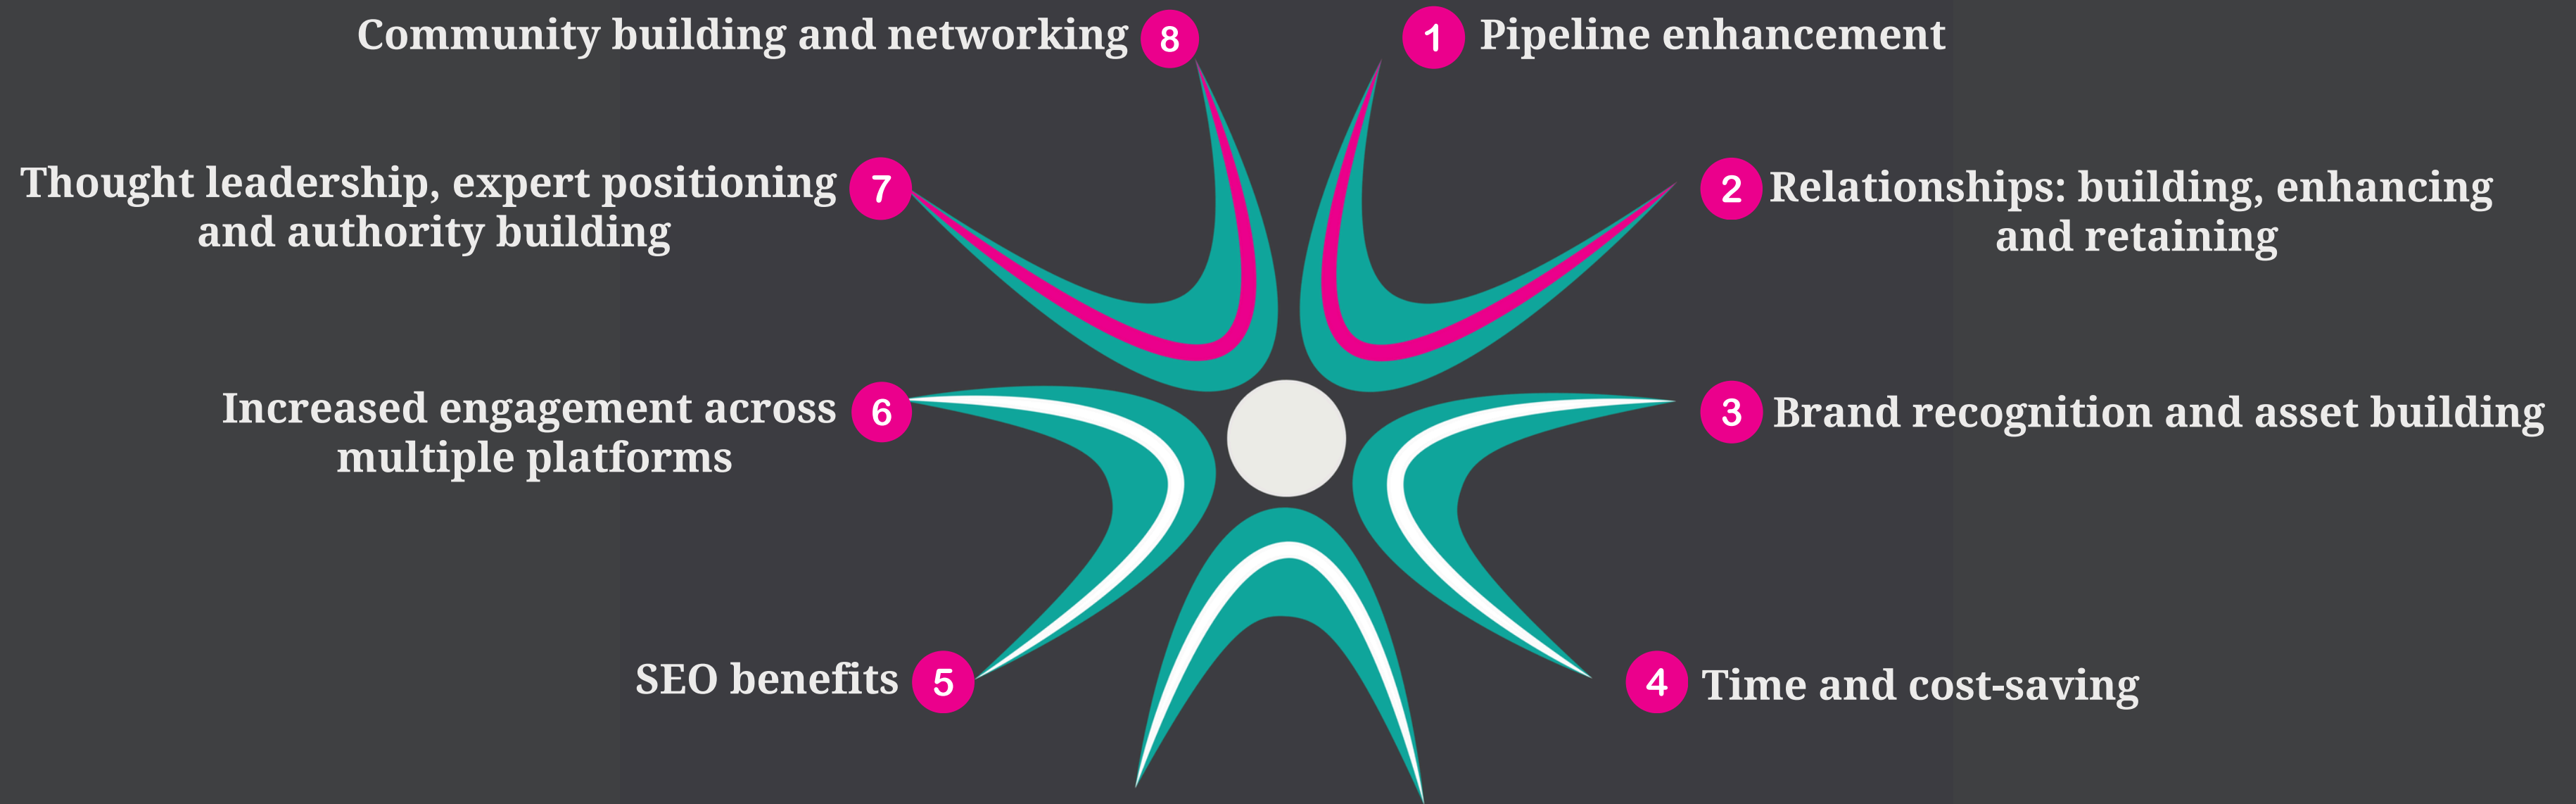 1 Pipeline enhancement
2 Relationships: building, enhancing
and retaining
3 Brand recognition and asset building
4 Time and cost-saving
SEO benefits 5
Increased engagement across 6
multiple platforms
Thought leadership, expert positioning 7
and authority building
Community building and networking 8